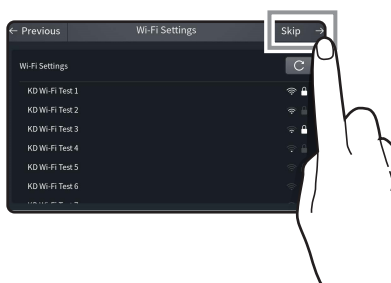 ← Previous Wi-Fi Settings Skip →
Wi-Fi Settings
KD Wi-Fi Test 1
KD Wi-Fi Test 2
KD Wi-Fi Test 3
KD Wi-Fi Test 4
KD Wi-Fi Test 5
KD Wi-Fi Test 6